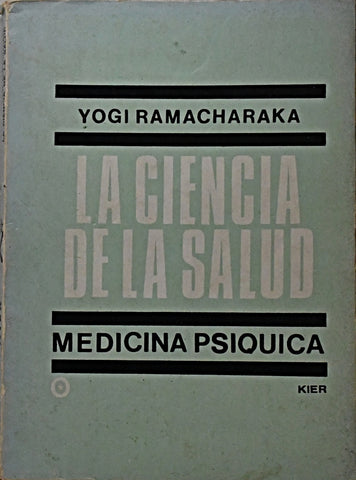 YOGI RAMACHARAKA
LA CIENCIA
DE LA SALUD
MEDICINA PSIQUICA
KIER